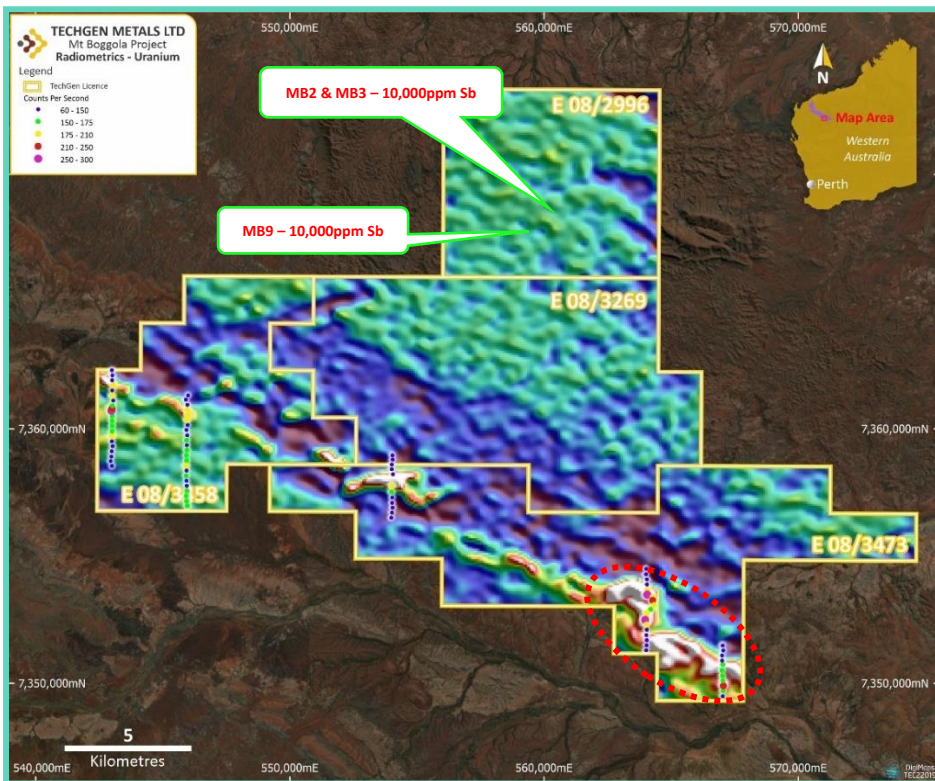 TECHGEN METALS LTD
Mt Boggola Project
Radiometrics - Uranium
Legend
TechGen Licence
Counts Per Second
60 - 150
150 - 175
175 - 210
210 - 250
250 - 300
550,000mE
560,000mE
570,000mE
MB2 & MB3 – 10,000ppm Sb
E 08/2996
N
Map Area
Western
Australia
Perth
MB9 – 10,000ppm Sb
E 08/3269
7,360,000mN
7,360,000mN
E 08/3458
E 08/3473
7,350,000mN
7,350,000mN
5
Kilometres
540,000mE
550,000mE
560,000mE
570,000mE
DigiMaps